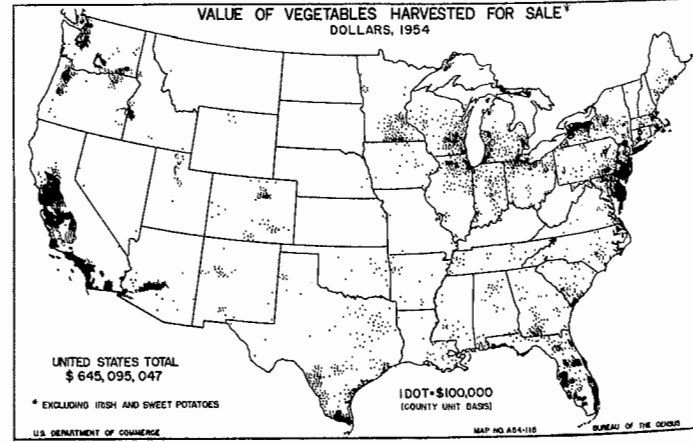 VALUE OF VEGETABLES HARVESTED FOR SALE*
DOLLARS, 1954
UNITED STATES TOTAL
$ 645,095,047
* EXCLUDING IRISH AND SWEET POTATOES
1 DOT=$100,000
(COUNTY UNIT BASIS)
U.S. DEPARTMENT OF COMMERCE
MAP NO. A54-115
BUREAU OF THE CENSUS